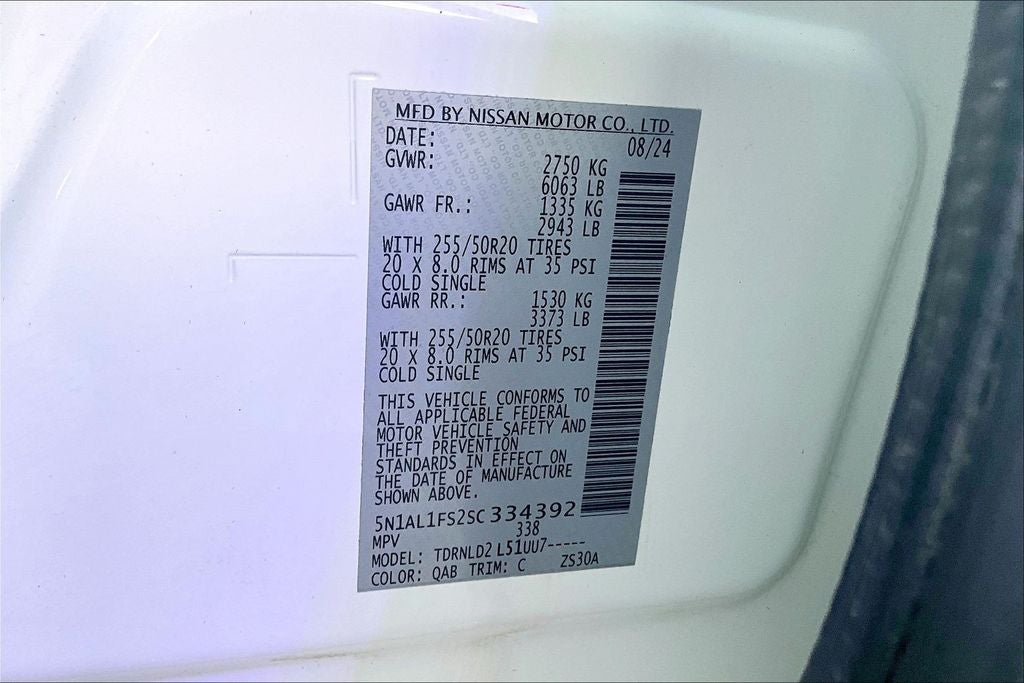 MFD BY NISSAN MOTOR CO., LTD.
DATE: 08/24
GVWR: 2750 KG
6063 LB
GAWR FR.: 1335 KG
2943 LB
WITH 255/50R20 TIRES
20 X 8.0 RIMS AT 35 PSI
COLD SINGLE
GAWR RR.: 1530 KG
3373 LB
WITH 255/50R20 TIRES
20 X 8.0 RIMS AT 35 PSI
COLD SINGLE
THIS VEHICLE CONFORMS TO
ALL APPLICABLE FEDERAL
MOTOR VEHICLE SAFETY AND
THEFT PREVENTION
STANDARDS IN EFFECT ON
THE DATE OF MANUFACTURE
SHOWN ABOVE.
5N1AL1FS2SC334392
MPV 338
MODEL: TDRNLD2 L51UU7-----
COLOR: QAB TRIM: C ZS30A